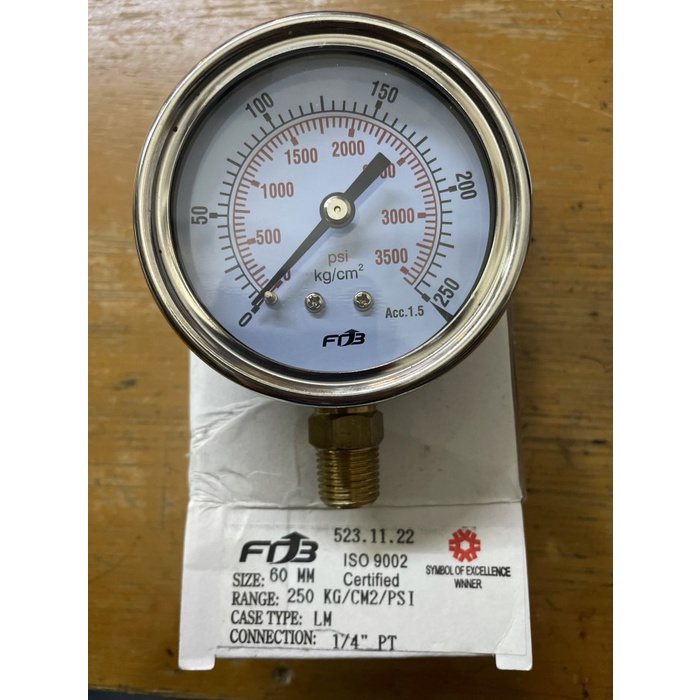 100
150
50
200
0
250
1500
2000
1000
500
3000
3500
psi
kg/cm²
Acc.1.5
FDB
FDB
523.11.22
ISO 9002
Certified
SYMBOL OF EXCELLENCE
WNNER
SIZE: 60 MM
RANGE: 250 KG/CM2/PSI
CASE TYPE: LM
CONNECTION: 1/4" PT